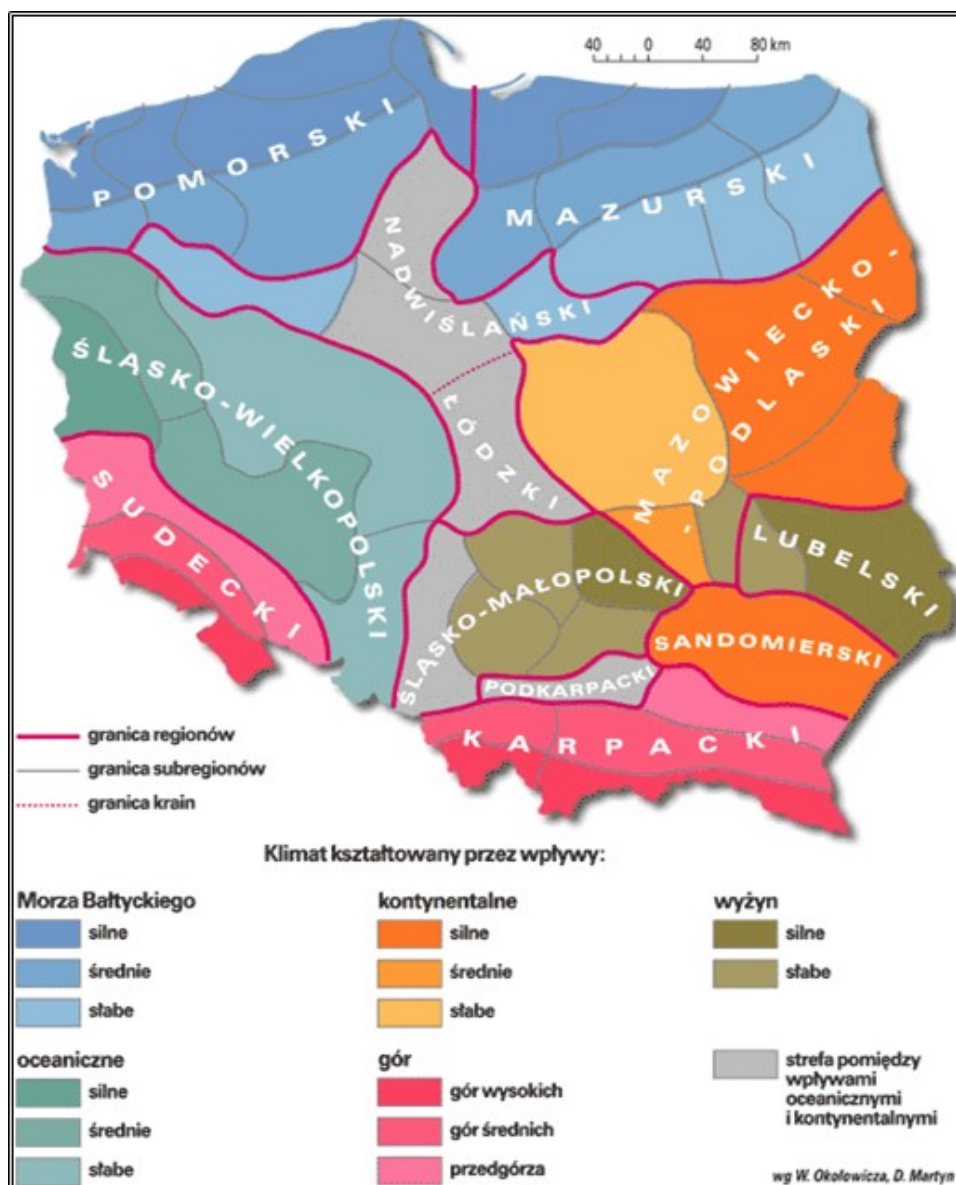 40 0 40 80 km
POMORSKI
MAZURSKI
NADWIŚLAŃSKI
MAZOWIECKO-
-PODLASKI
ŚLĄSKO-WIELKOPOLSKI
ŁÓDZKI
SUDECKI
LUBELSKI
ŚLĄSKO-MAŁOPOLSKI
SANDOMIERSKI
PODKARPACKI
KARPACKI
granica regionów
granica subregionów
granica krain
Klimat kształtowany przez wpływy:
Morza Bałtyckiego
silne
średnie
słabe
kontynentalne
silne
średnie
słabe
wyżyn
silne
słabe
oceaniczne
silne
średnie
słabe
gór
gór wysokich
gór średnich
przedgórza
strefa pomiędzy
wpływami
oceanicznymi
i kontynentalnymi
wg W. Okołowicza, D. Martyn